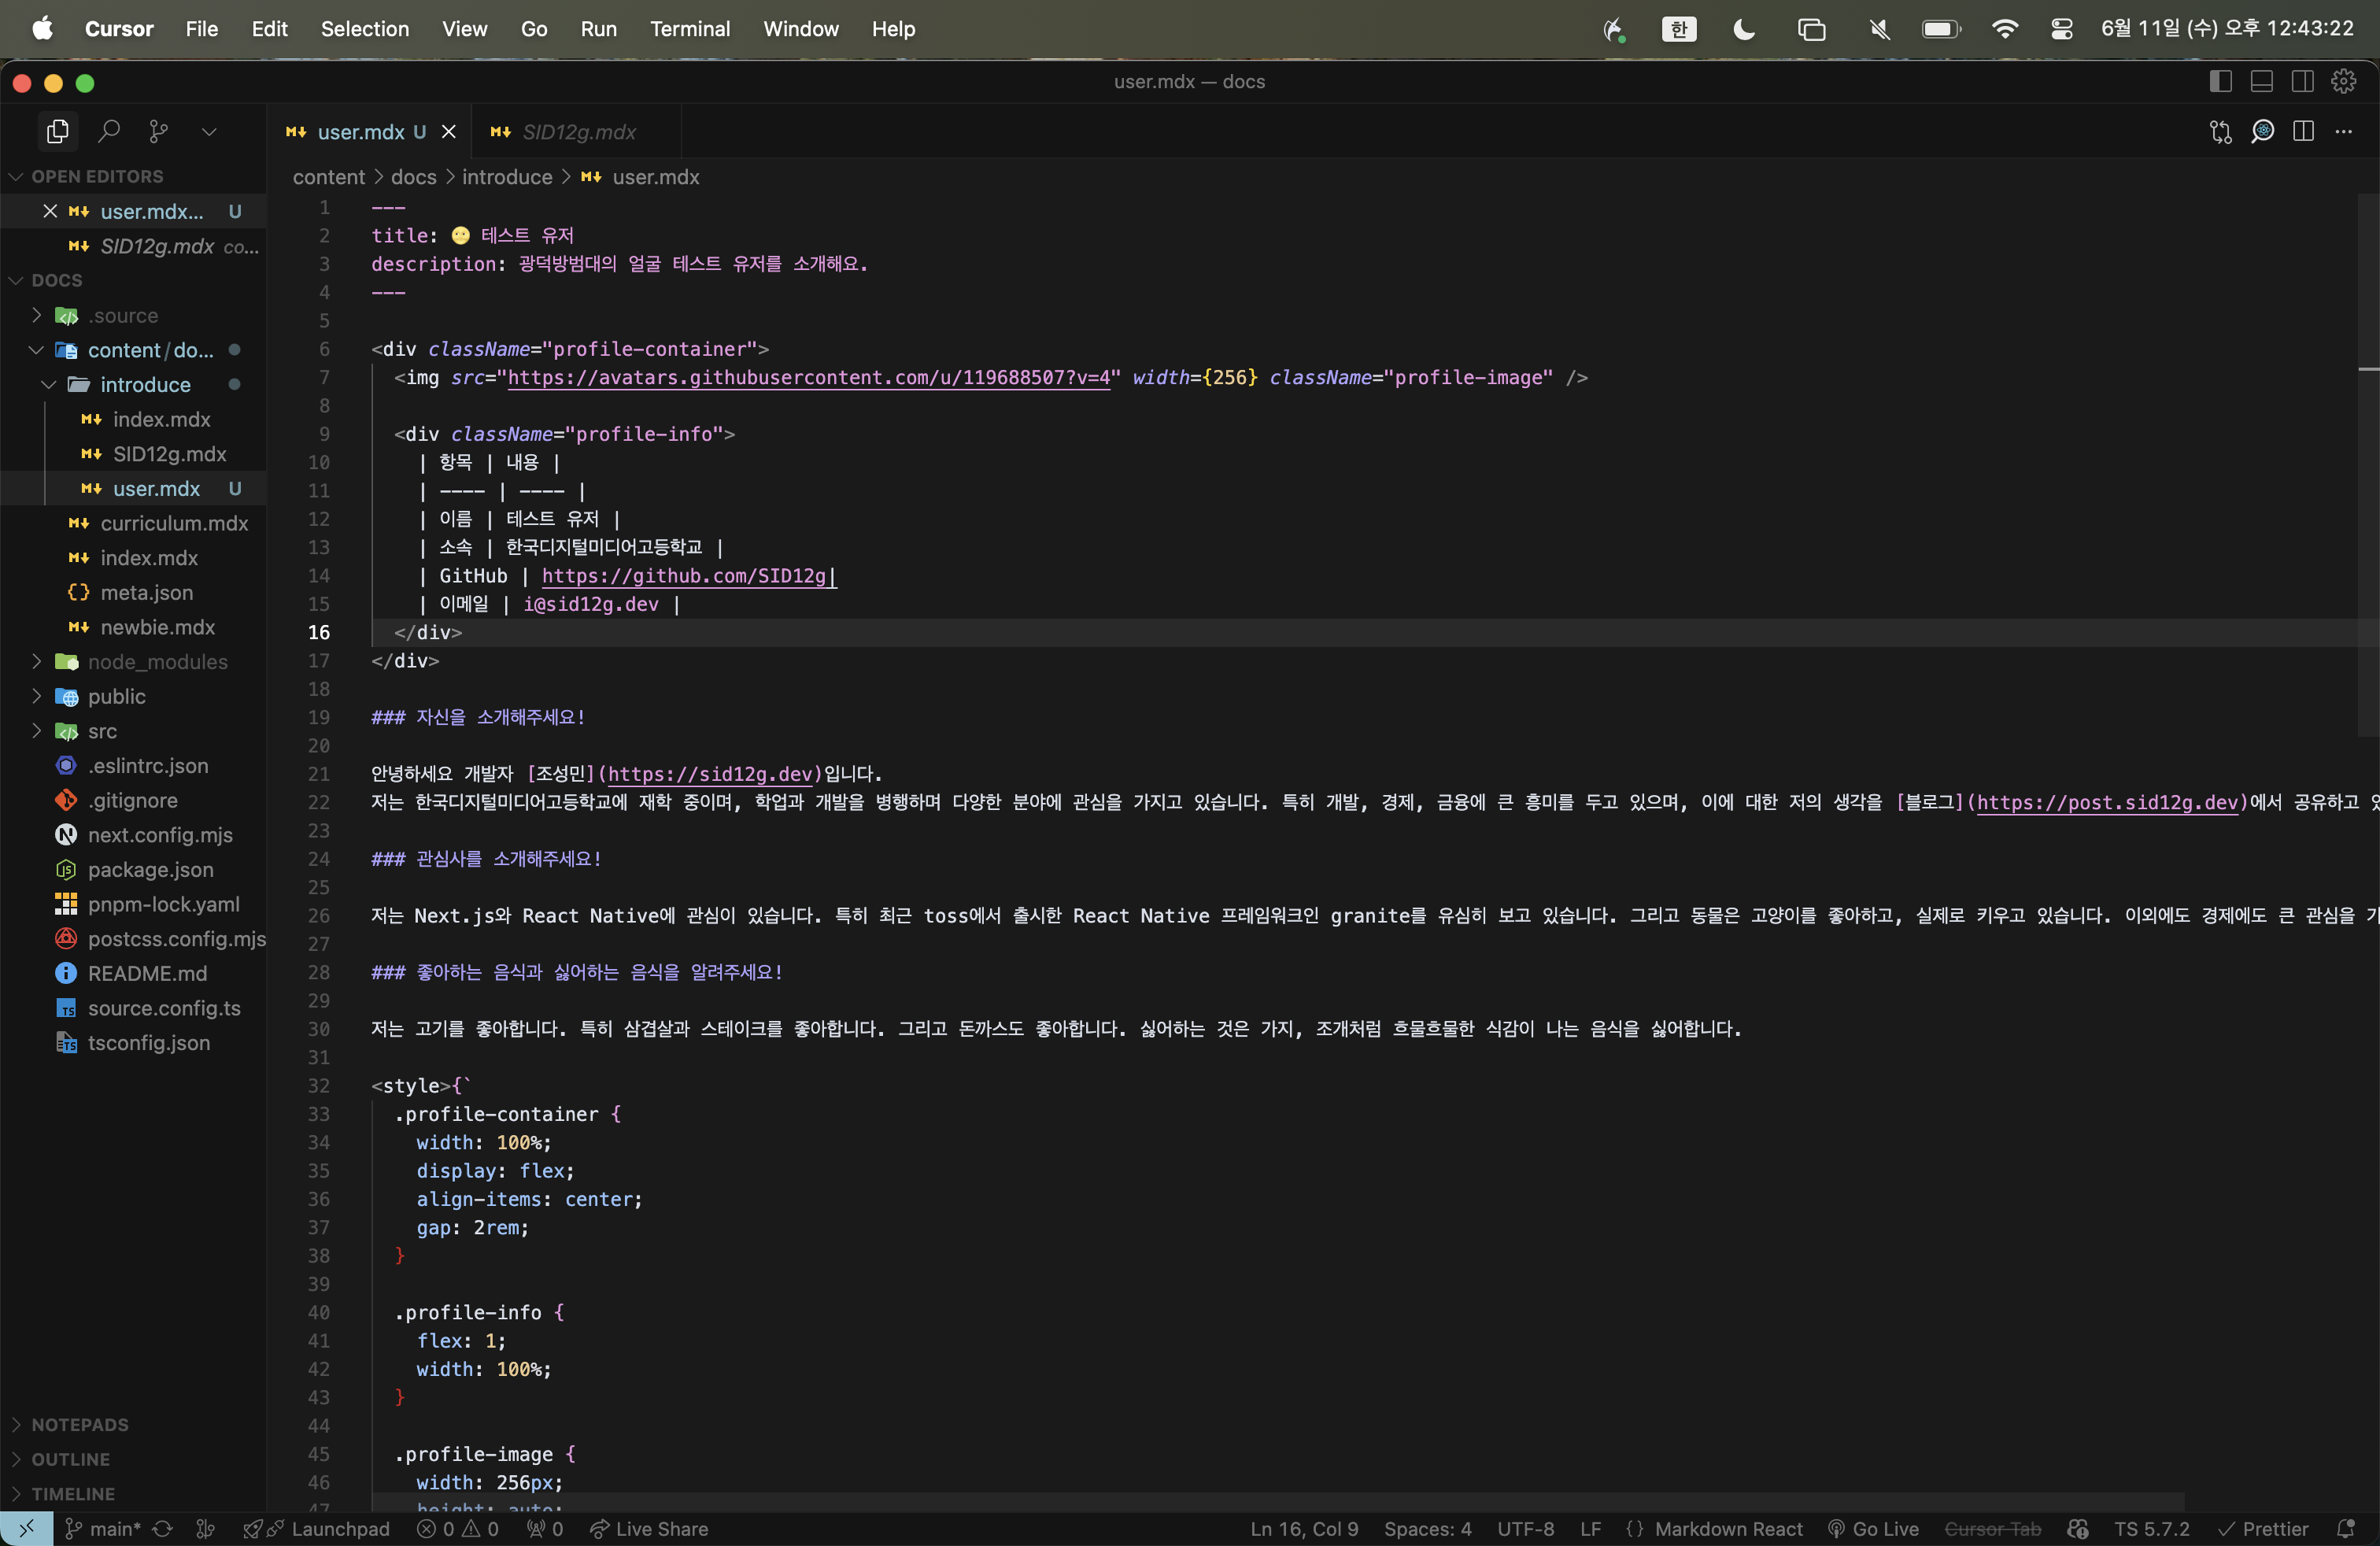 Cursor File Edit Selection View Go Run Terminal Window Help 한 6월 11일 (수) 오후 12:43:22
user.mdx — docs
user.mdx U SID12g.mdx
OPEN EDITORS
user.mdx... U
SID12g.mdx co...
DOCS
.source
content/do...
introduce
index.mdx
SID12g.mdx
user.mdx U
curriculum.mdx
index.mdx
meta.json
newbie.mdx
node_modules
public
src
.eslintrc.json
.gitignore
next.config.mjs
package.json
pnpm-lock.yaml
postcss.config.mjs
README.md
source.config.ts
tsconfig.json
NOTEPADS
OUTLINE
TIMELINE
content > docs > introduce > user.mdx
1 ---
2 title: 🌝 테스트 유저
3 description: 광덕방범대의 얼굴 테스트 유저를 소개해요.
4 ---
5
6 <div className="profile-container">
7 <img src="https://avatars.githubusercontent.com/u/119688507?v=4" width={256} className="profile-image" />
8
9 <div className="profile-info">
10 | 항목 | 내용 |
11 | ---- | ---- |
12 | 이름 | 테스트 유저 |
13 | 소속 | 한국디지털미디어고등학교 |
14 | GitHub | https://github.com/SID12g|
15 | 이메일 | i@sid12g.dev |
16 </div>
17 </div>
18
19 ### 자신을 소개해주세요!
20
21 안녕하세요 개발자 [조성민](https://sid12g.dev)입니다.
22 저는 한국디지털미디어고등학교에 재학 중이며, 학업과 개발을 병행하며 다양한 분야에 관심을 가지고 있습니다. 특히 개발, 경제, 금융에 큰 흥미를 두고 있으며, 이에 대한 저의 생각을 [블로그](https://post.sid12g.dev)에서 공유하고
23
24 ### 관심사를 소개해주세요!
25
26 저는 Next.js와 React Native에 관심이 있습니다. 특히 최근 toss에서 출시한 React Native 프레임워크인 granite를 유심히 보고 있습니다. 그리고 동물은 고양이를 좋아하고, 실제로 키우고 있습니다. 이외에도 경제에도 큰 관심을
27
28 ### 좋아하는 음식과 싫어하는 음식을 알려주세요!
29
30 저는 고기를 좋아합니다. 특히 삼겹살과 스테이크를 좋아합니다. 그리고 돈까스도 좋아합니다. 싫어하는 것은 가지, 조개처럼 흐물흐물한 식감이 나는 음식을 싫어합니다.
31
32 <style>{`
33 .profile-container {
34 width: 100%;
35 display: flex;
36 align-items: center;
37 gap: 2rem;
38 }
39
40 .profile-info {
41 flex: 1;
42 width: 100%;
43 }
44
45 .profile-image {
46 width: 256px;
47 height: auto;
main* Launchpad 0 0 0 Live Share Ln 16, Col 9 Spaces: 4 UTF-8 LF {} Markdown React Go Live Cursor Tab TS 5.7.2 Prettier